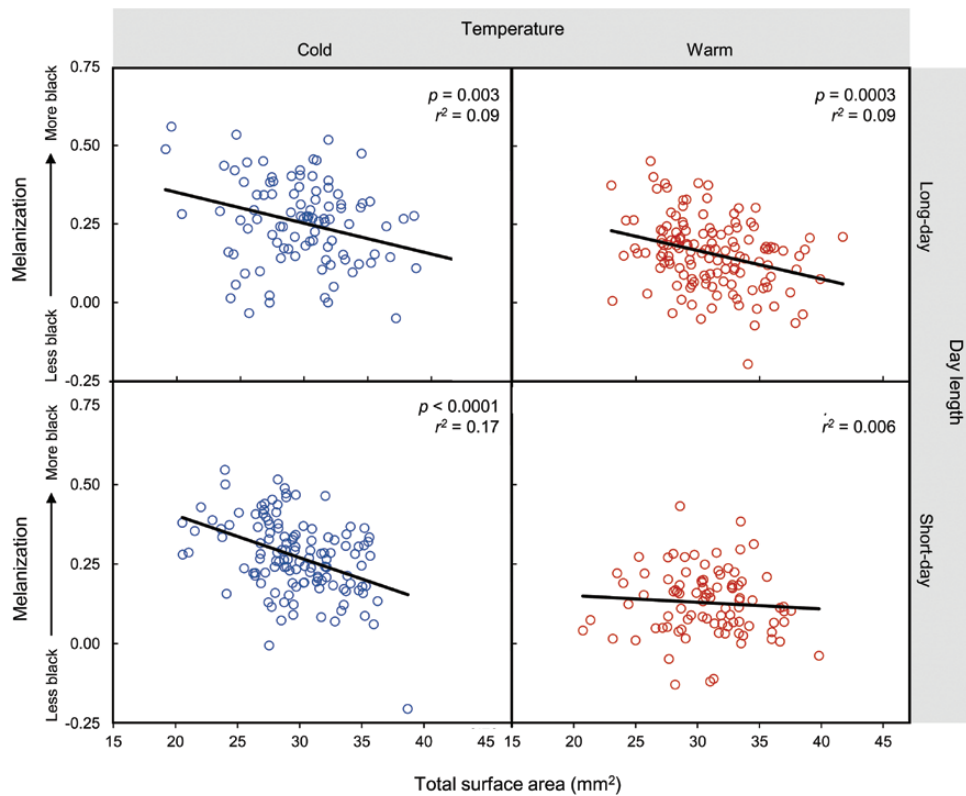 Temperature
Cold Warm
0.75
0.50
0.25
0.00
-0.25
More black
Less black
Melanization
p = 0.003
r² = 0.09
p = 0.0003
r² = 0.09
Long-day
0.75
0.50
0.25
0.00
-0.25
More black
Less black
Melanization
p < 0.0001
r² = 0.17
r² = 0.006
Short-day
Day length
15 20 25 30 35 40 45 15 20 25 30 35 40 45
Total surface area (mm²)